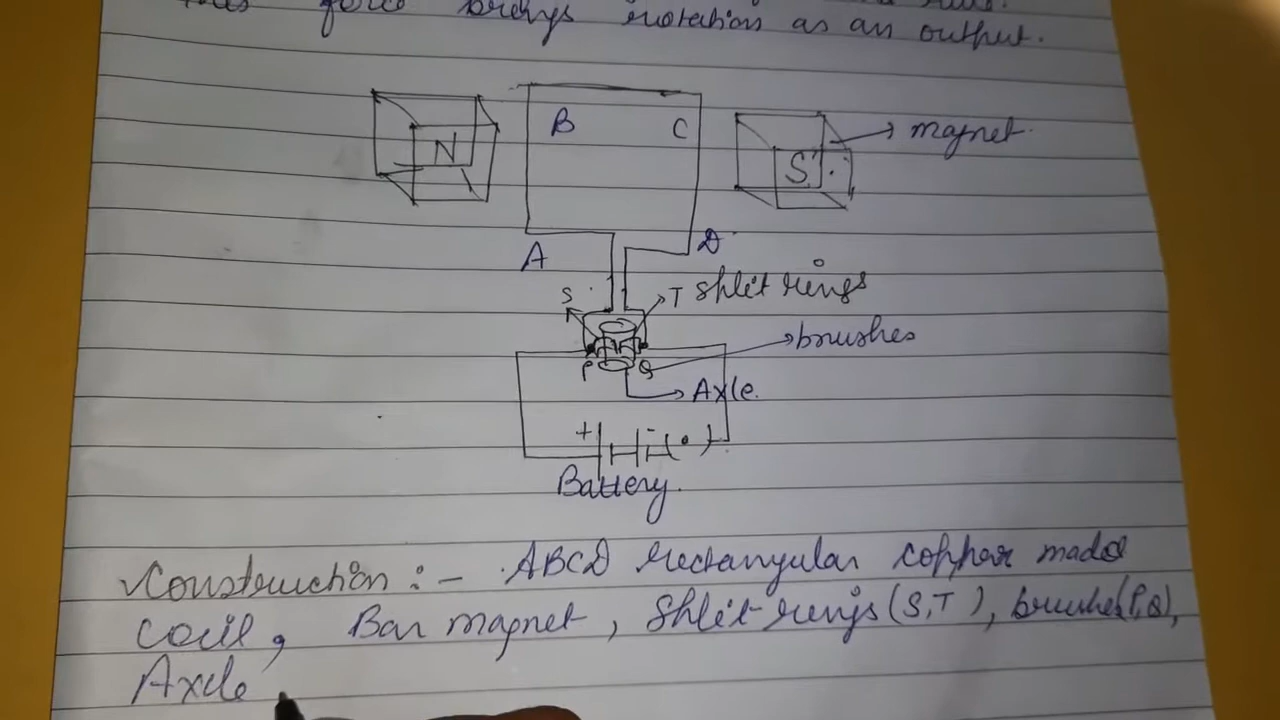 force brings rotation as an output.
B C
N
S
magnet
A D
S T Split rings
brushes
P Q
Axle.
+ -
Battery.
Construction :- ABCD rectangular copper made
coil, Bar magnet, Split rings (S,T), brushes(P,Q),
Axle